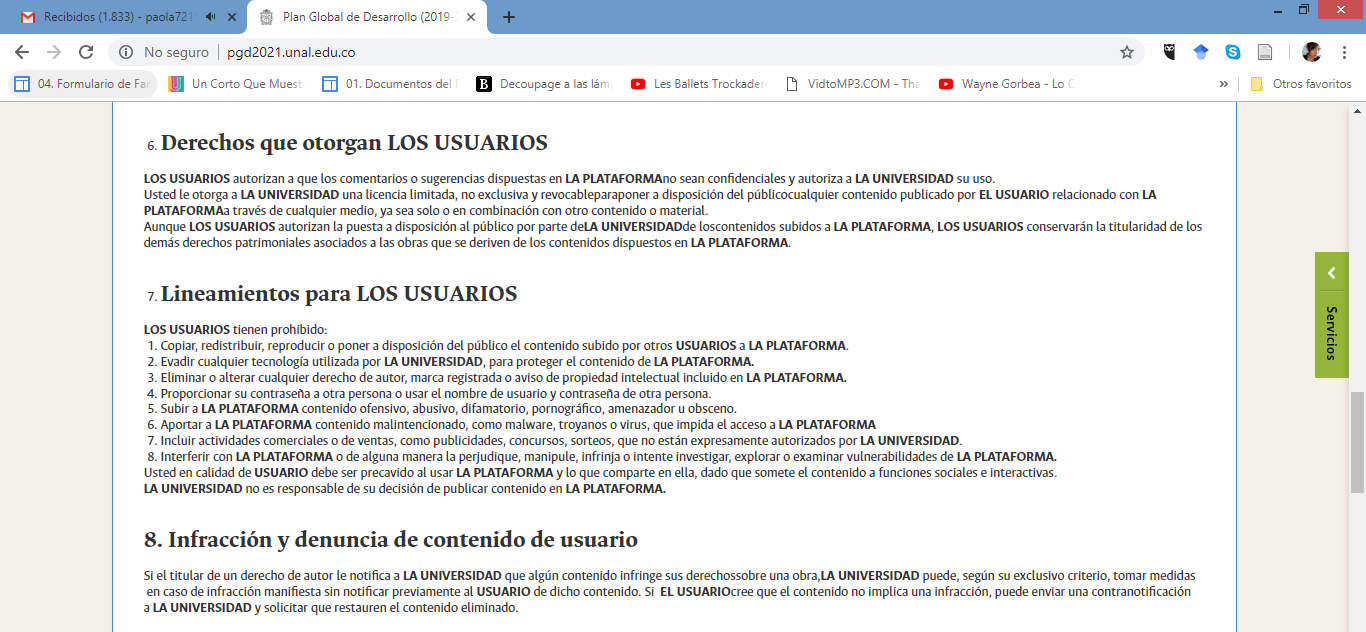 Recibidos (1.833) - paola721
Plan Global de Desarrollo (2019-
No seguro | pgd2021.unal.edu.co
04. Formulario de Far
Un Corto Que Muest
01. Documentos del
Decoupage a las lám
Les Ballets Trockader
VidtoMP3.COM - Tha
Wayne Gorbea - Lo C
»
Otros favoritos
6. Derechos que otorgan LOS USUARIOS
LOS USUARIOS autorizan a que los comentarios o sugerencias dispuestas en LA PLATAFORMAno sean confidenciales y autoriza a LA UNIVERSIDAD su uso.
Usted le otorga a LA UNIVERSIDAD una licencia limitada, no exclusiva y revocableparaponer a disposición del públicocualquier contenido publicado por EL USUARIO relacionado con LA
PLATAFORMAa través de cualquier medio, ya sea solo o en combinación con otro contenido o material.
Aunque LOS USUARIOS autorizan la puesta a disposición al público por parte deLA UNIVERSIDADde loscontenidos subidos a LA PLATAFORMA, LOS USUARIOS conservarán la titularidad de los
demás derechos patrimoniales asociados a las obras que se deriven de los contenidos dispuestos en LA PLATAFORMA.
7. Lineamientos para LOS USUARIOS
LOS USUARIOS tienen prohibido:
1. Copiar, redistribuir, reproducir o poner a disposición del público el contenido subido por otros USUARIOS a LA PLATAFORMA.
2. Evadir cualquier tecnología utilizada por LA UNIVERSIDAD, para proteger el contenido de LA PLATAFORMA.
3. Eliminar o alterar cualquier derecho de autor, marca registrada o aviso de propiedad intelectual incluido en LA PLATAFORMA.
4. Proporcionar su contraseña a otra persona o usar el nombre de usuario y contraseña de otra persona.
5. Subir a LA PLATAFORMA contenido ofensivo, abusivo, difamatorio, pornográfico, amenazador u obsceno.
6. Aportar a LA PLATAFORMA contenido malintencionado, como malware, troyanos o virus, que impida el acceso a LA PLATAFORMA
7. Incluir actividades comerciales o de ventas, como publicidades, concursos, sorteos, que no están expresamente autorizados por LA UNIVERSIDAD.
8. Interferir con LA PLATAFORMA o de alguna manera la perjudique, manipule, infrinja o intente investigar, explorar o examinar vulnerabilidades de LA PLATAFORMA.
Usted en calidad de USUARIO debe ser precavido al usar LA PLATAFORMA y lo que comparte en ella, dado que somete el contenido a funciones sociales e interactivas.
LA UNIVERSIDAD no es responsable de su decisión de publicar contenido en LA PLATAFORMA.
Servicios
8. Infracción y denuncia de contenido de usuario
Si el titular de un derecho de autor le notifica a LA UNIVERSIDAD que algún contenido infringe sus derechossobre una obra,LA UNIVERSIDAD puede, según su exclusivo criterio, tomar medidas
en caso de infracción manifiesta sin notificar previamente al USUARIO de dicho contenido. Si EL USUARIOcree que el contenido no implica una infracción, puede enviar una contranotificación
a LA UNIVERSIDAD y solicitar que restauren el contenido eliminado.